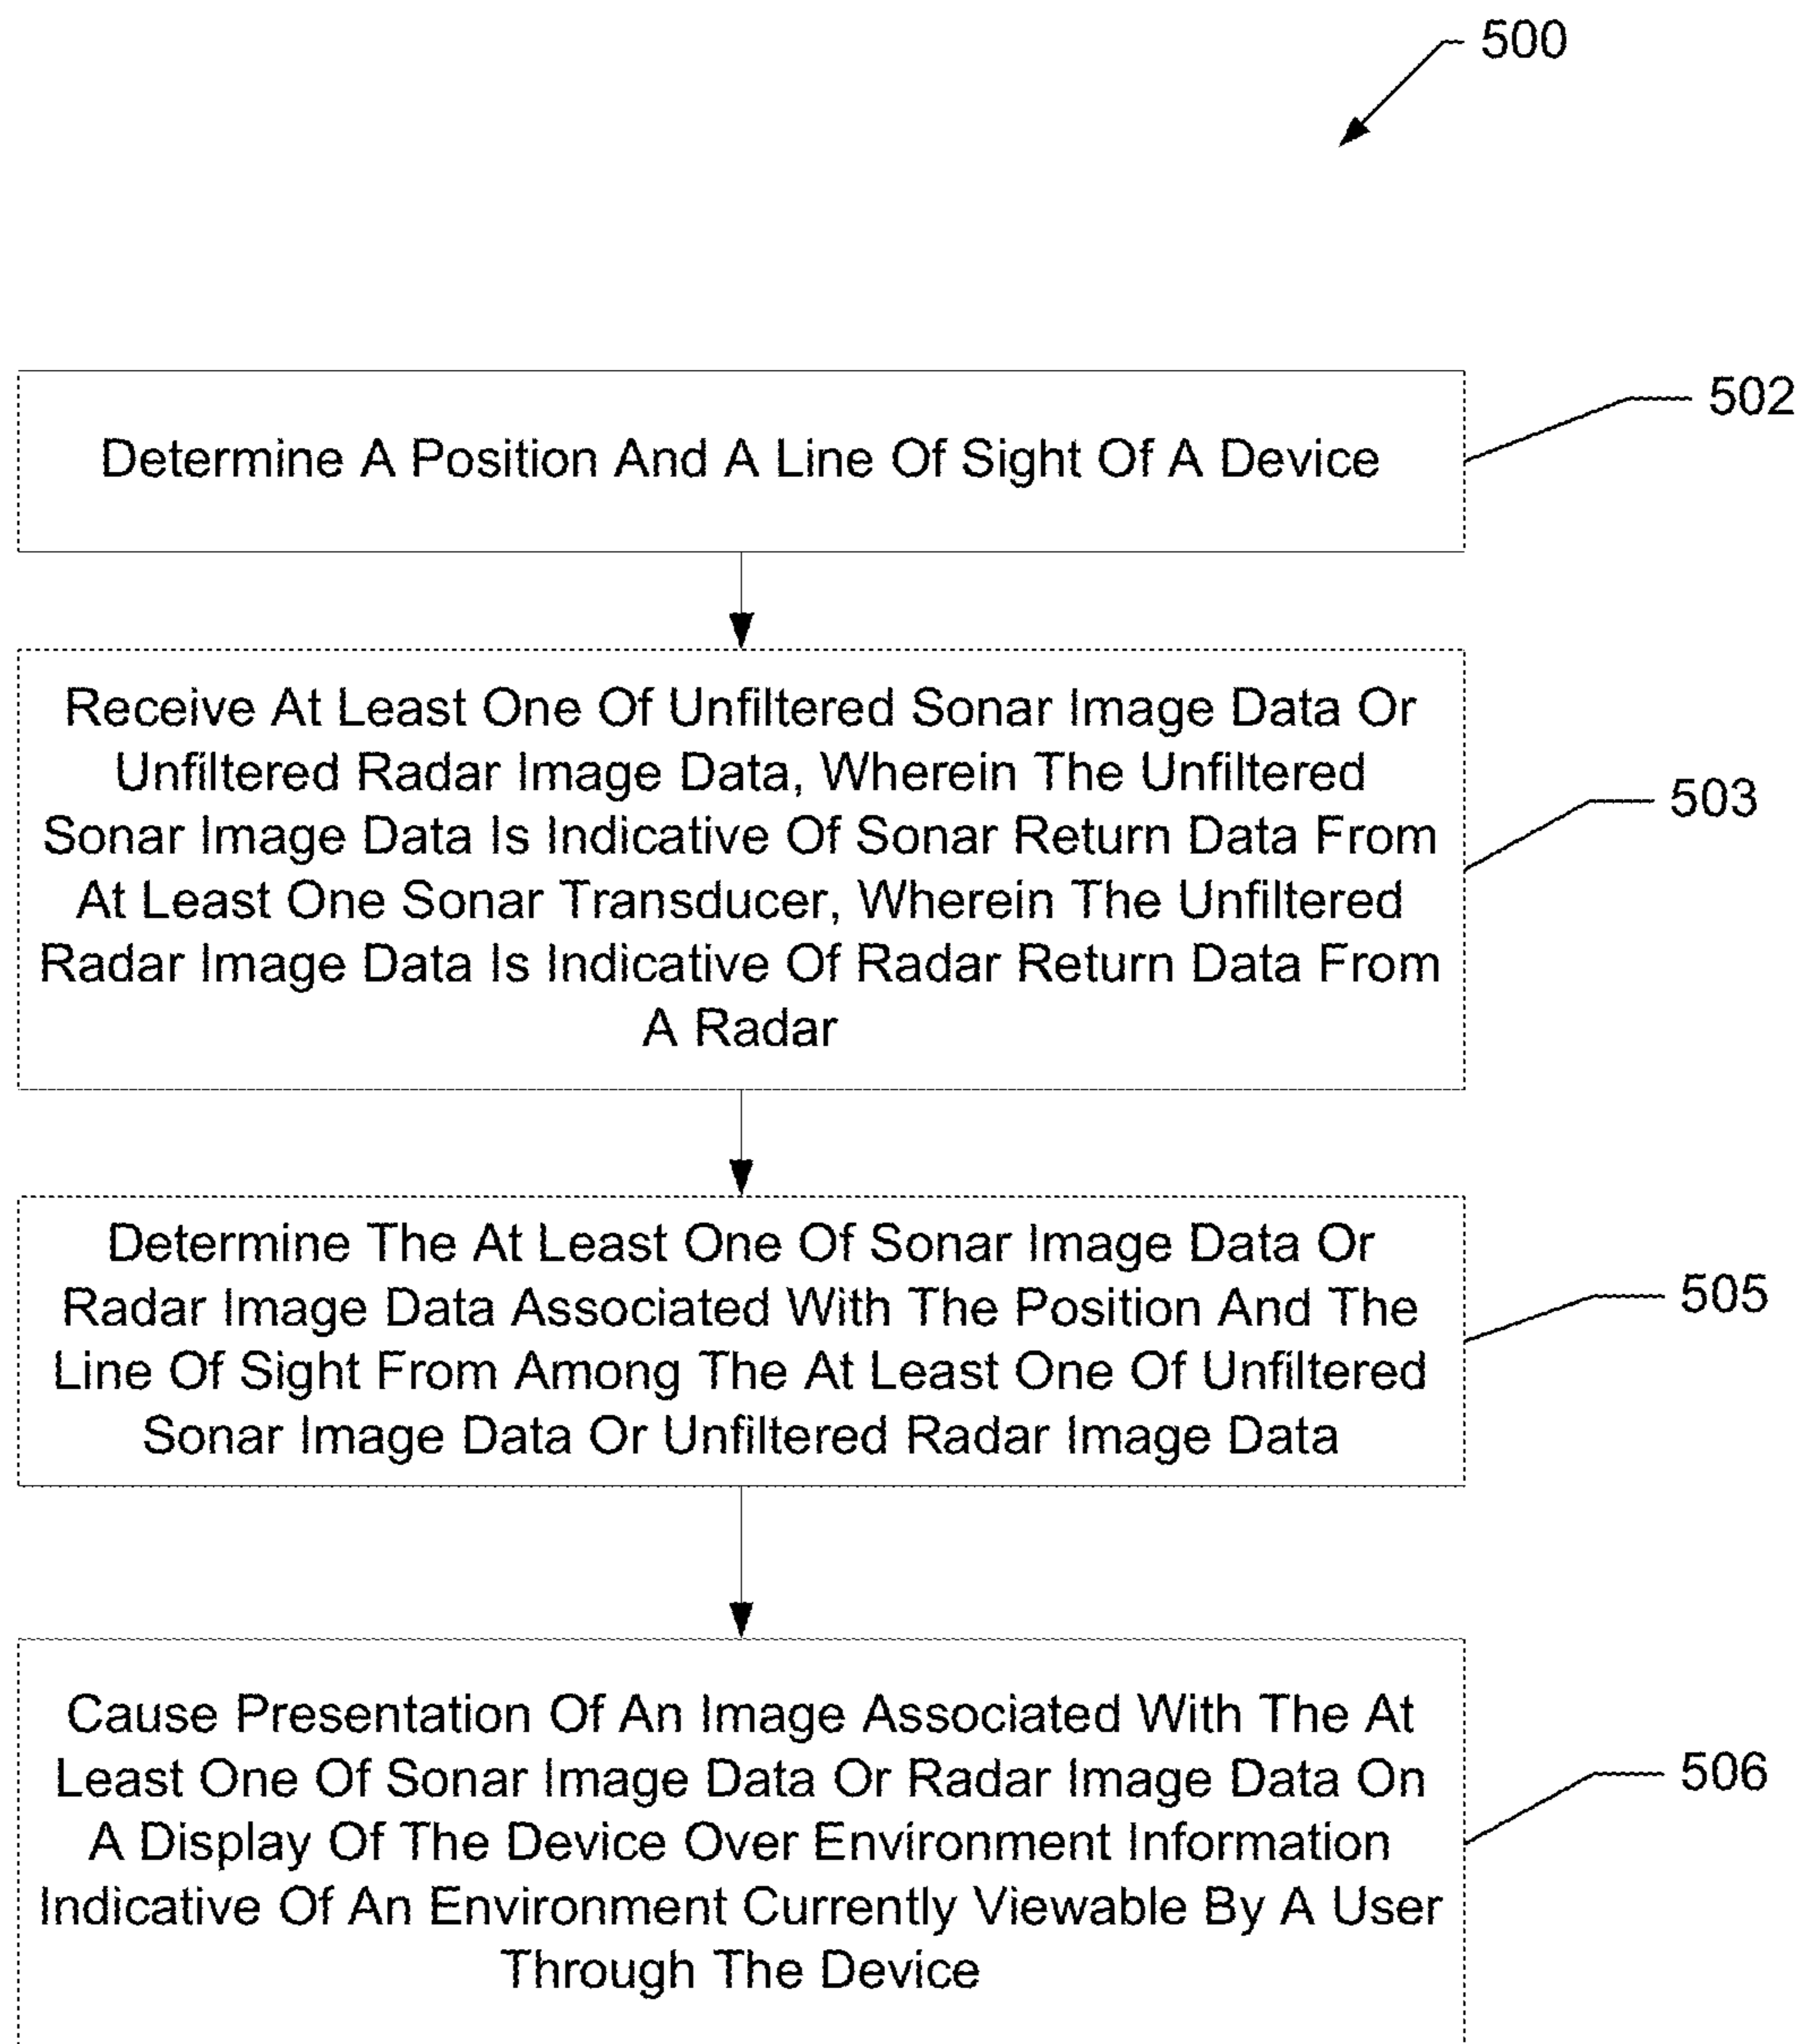 500
Determine A Position And A Line Of Sight Of A Device
502
Receive At Least One Of Unfiltered Sonar Image Data Or
Unfiltered Radar Image Data, Wherein The Unfiltered
Sonar Image Data Is Indicative Of Sonar Return Data From
At Least One Sonar Transducer, Wherein The Unfiltered
Radar Image Data Is Indicative Of Radar Return Data From
A Radar
503
Determine The At Least One Of Sonar Image Data Or
Radar Image Data Associated With The Position And The
Line Of Sight From Among The At Least One Of Unfiltered
Sonar Image Data Or Unfiltered Radar Image Data
505
Cause Presentation Of An Image Associated With The At
Least One Of Sonar Image Data Or Radar Image Data On
A Display Of The Device Over Environment Information
Indicative Of An Environment Currently Viewable By A User
Through The Device
506